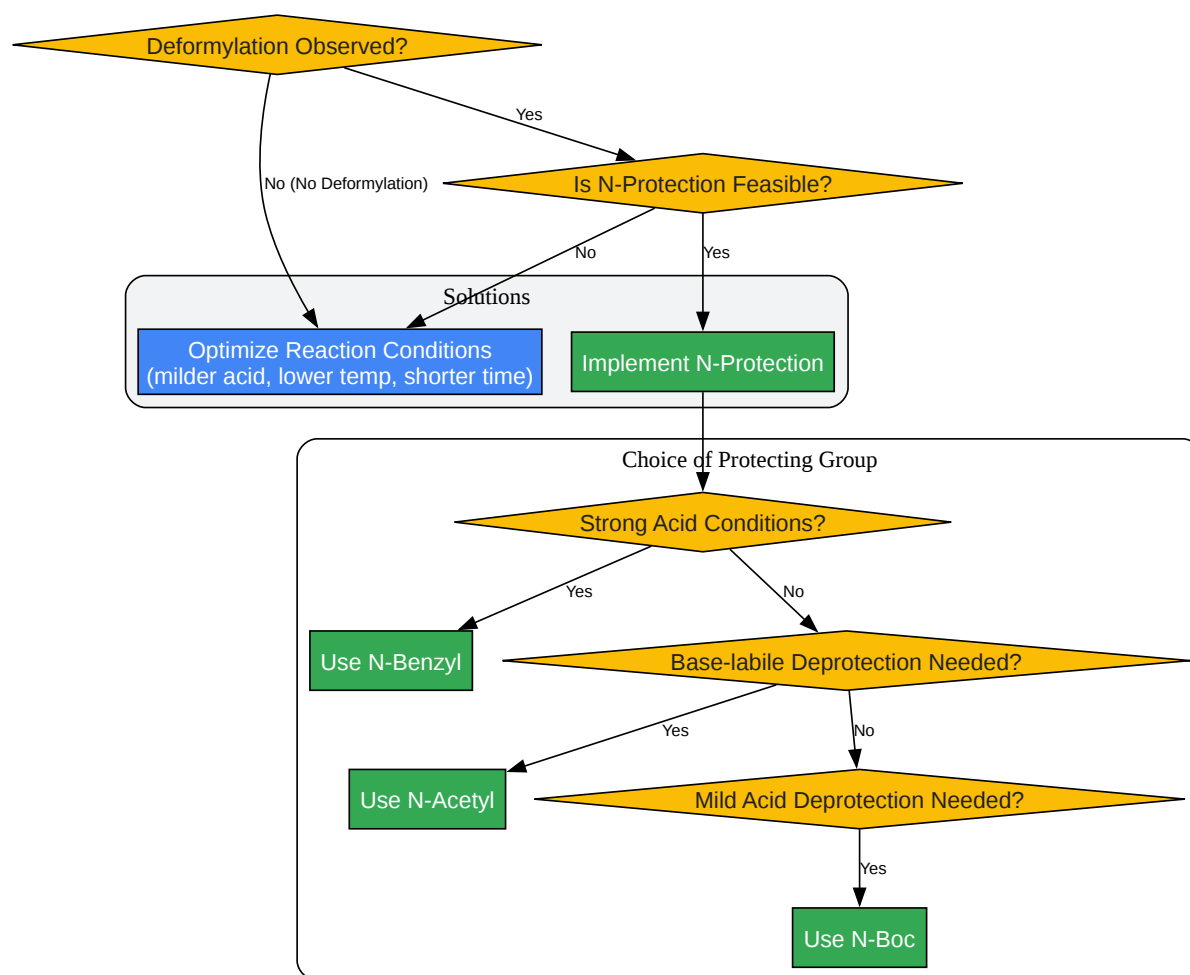 Deformylation Observed?
Yes
No (No Deformylation)
Is N-Protection Feasible?
No
Yes
Solutions
Optimize Reaction Conditions
(milder acid, lower temp, shorter time)
Implement N-Protection
Choice of Protecting Group
Strong Acid Conditions?
Yes
No
Use N-Benzyl
Base-labile Deprotection Needed?
Yes
No
Use N-Acetyl
Mild Acid Deprotection Needed?
Yes
Use N-Boc